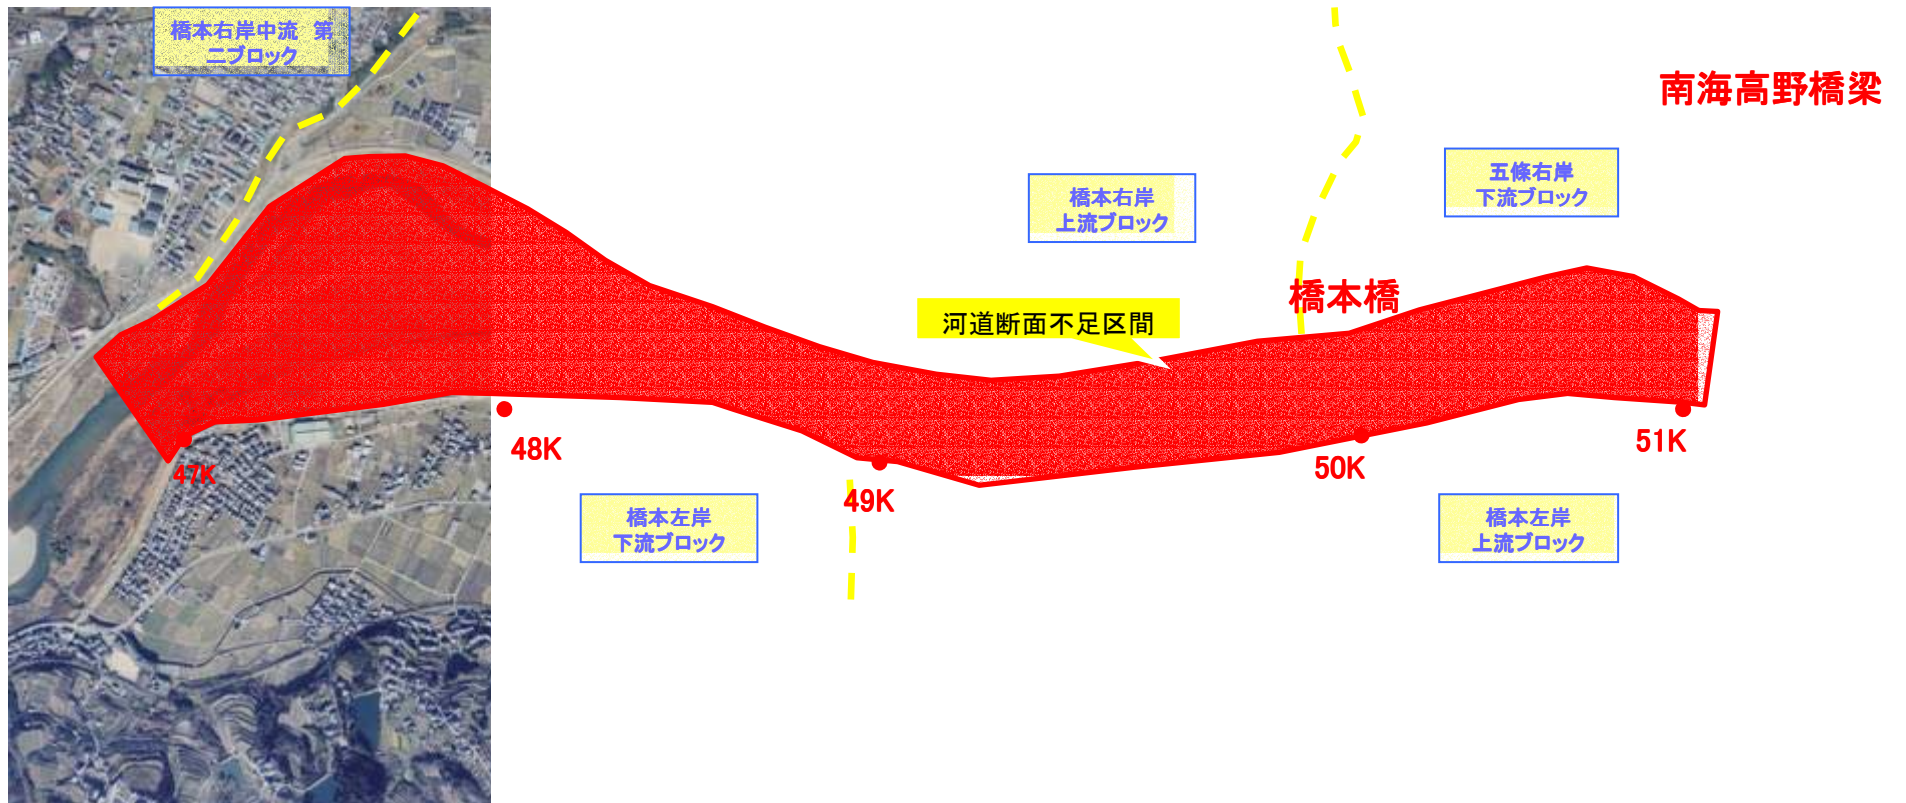 橋本右岸中流 第
二ブロック
南海高野橋梁
五條右岸
下流ブロック
橋本右岸
上流ブロック
橋本橋
河道断面不足区間
47K
48K
49K
50K
51K
橋本左岸
下流ブロック
橋本左岸
上流ブロック